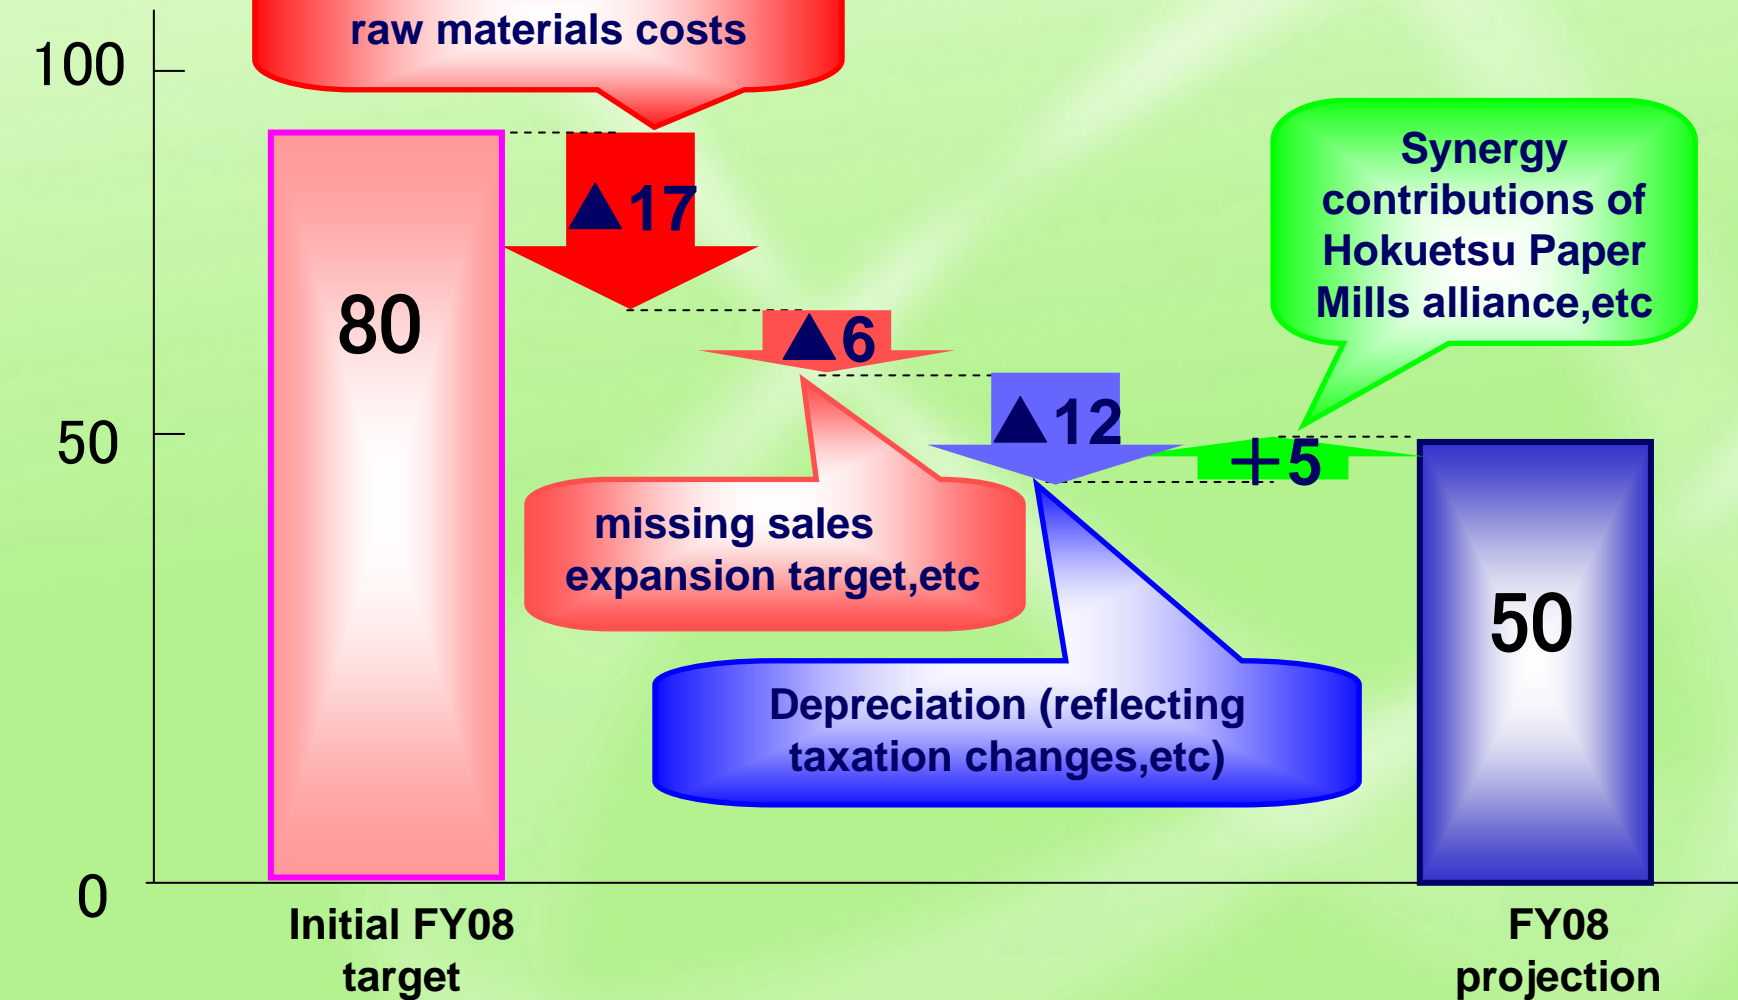 raw materials costs
100
Synergy
contributions of
Hokuetsu Paper
Mills alliance,etc
▲17
80
▲6
▲12
50
+5
missing sales
expansion target,etc
50
Depreciation (reflecting
taxation changes,etc)
0
Initial FY08
target
FY08
projection